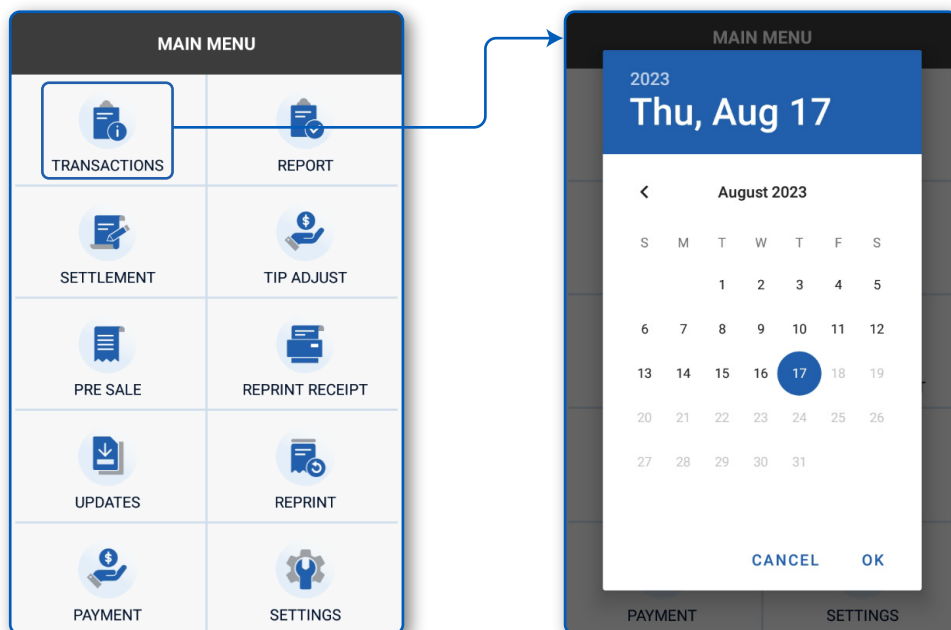 MAIN MENU
TRANSACTIONS
REPORT
SETTLEMENT
TIP ADJUST
PRE SALE
REPRINT RECEIPT
UPDATES
REPRINT
PAYMENT
SETTINGS
MAIN MENU
2023
Thu, Aug 17
August 2023
S M T W T F S
1 2 3 4 5
6 7 8 9 10 11 12
13 14 15 16 17 18 19
20 21 22 23 24 25 26
27 28 29 30 31
CANCEL OK
PAYMENT
SETTINGS